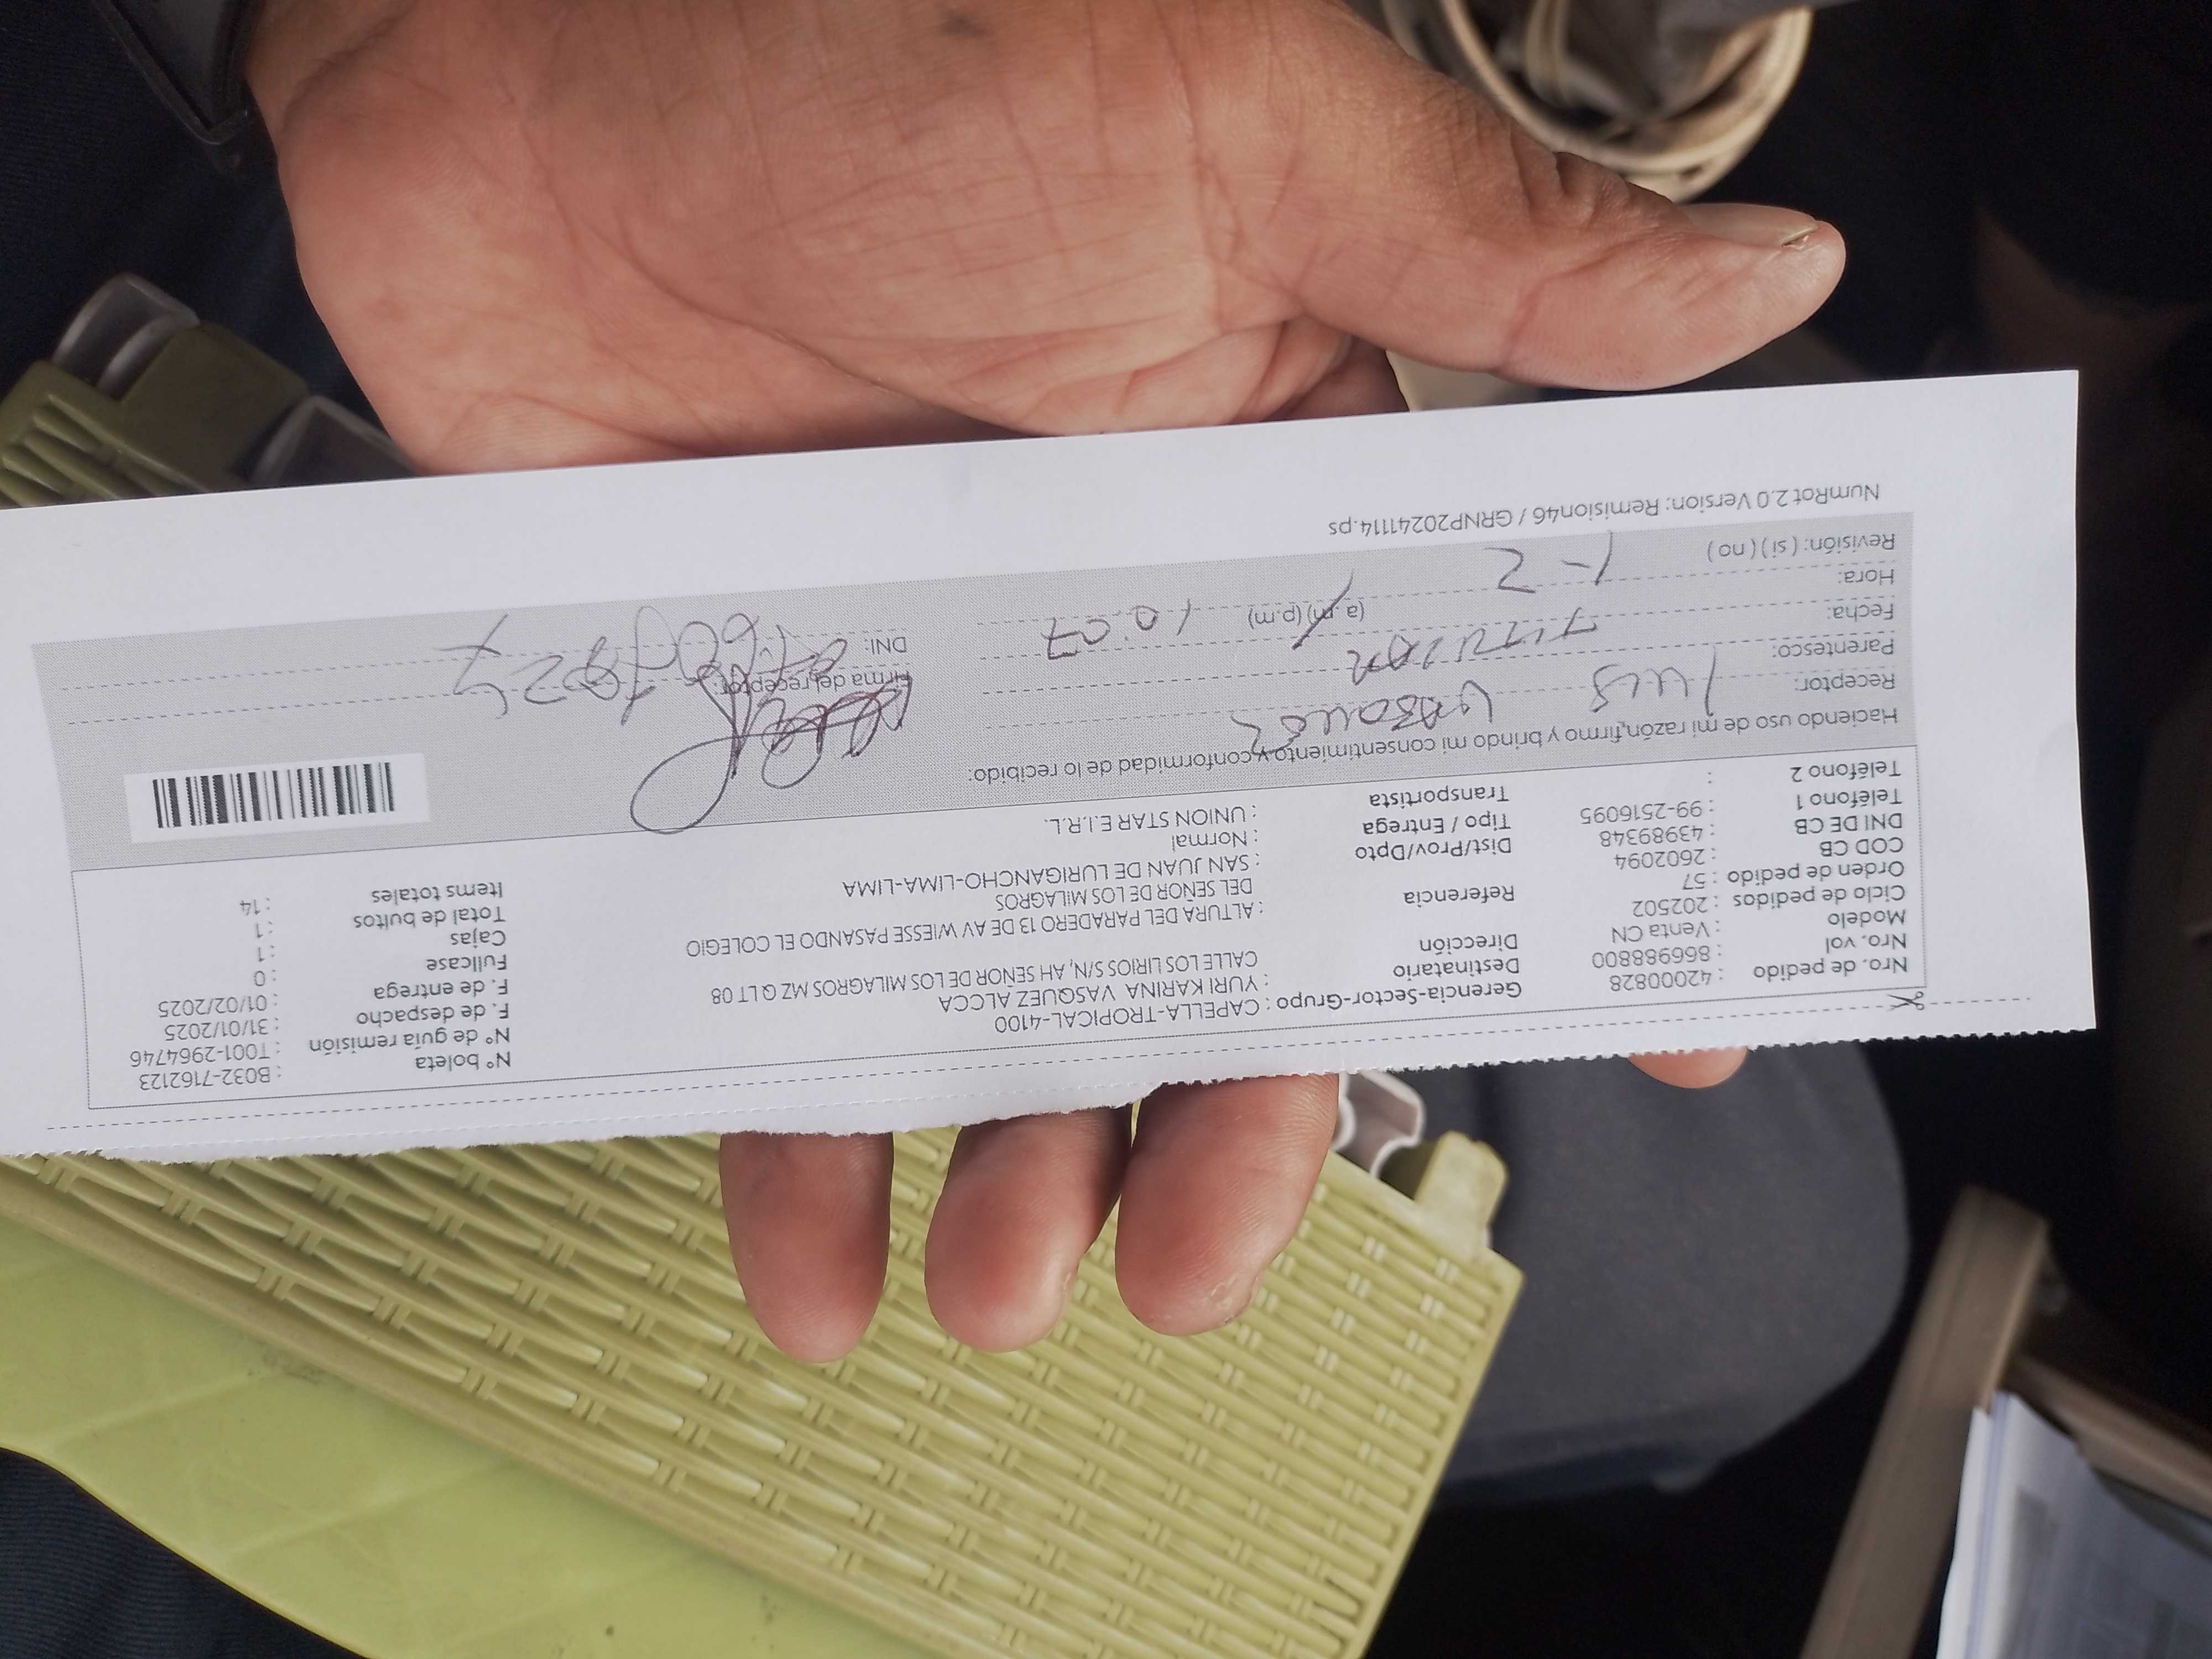 Nro. de pedido : 42000828 Gerencia-Sector-Grupo : CAPELLA-TROPICAL-4100 N° boleta : B032-7162123
Nro. vol : 866988800 Destinatario : YURI KARINA VASQUEZ ALCCA N° de guía remisión : T001-2964746
Modelo : Venta CN Dirección CALLE LOS LIRIOS S/N, AH SEÑOR DE LOS MILAGROS MZ Q LT 08 F. de despacho : 31/01/2025
Ciclo de pedidos : 202502 F. de entrega : 01/02/2025
Orden de pedido : 57 Referencia : ALTURA DEL PARADERO 13 DE AV WIESSE PASANDO EL COLEGIO Fullcase : 0
COD CB : 2602094 DEL SEÑOR DE LOS MILAGROS Cajas : 1
DNI DE CB : 43989348 Dist/Prov/Dpto : SAN JUAN DE LURIGANCHO-LIMA-LIMA Total de bultos : 1
Teléfono 1 : 99-2516095 Tipo / Entrega : Normal Items totales : 14
Teléfono 2 : Transportista : UNION STAR E.I.R.L.
Haciendo uso de mi razón,firmo y brindo mi consentimiento y conformidad de lo recibido:
Receptor:
Parentesco: TITULAR Firma del receptor:
Fecha: 1-2 DNI:
Hora: (a.m) (p.m) 10:07
Revisión: ( si ) ( no )
NumRot 2.0 Version: Remision46 / GRNP20241114.ps